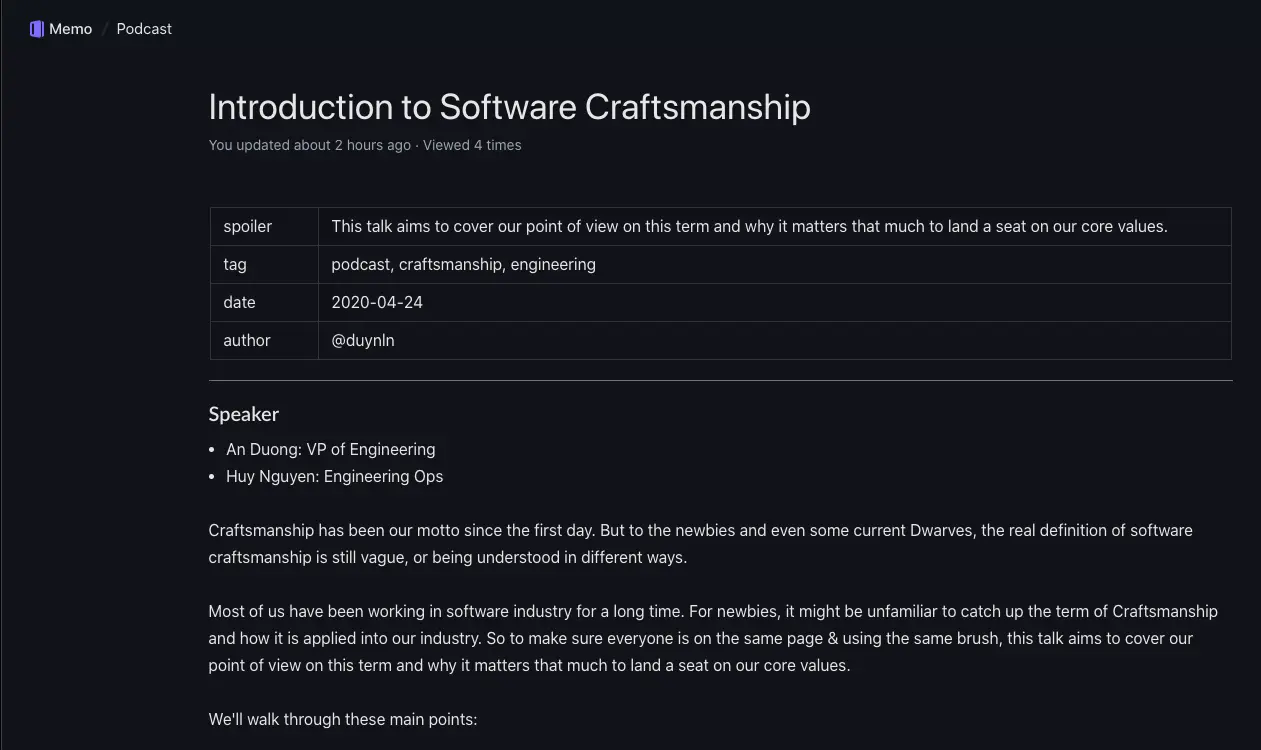 Memo / Podcast
Introduction to Software Craftsmanship
You updated about 2 hours ago · Viewed 4 times
spoiler This talk aims to cover our point of view on this term and why it matters that much to land a seat on our core values.
tag podcast, craftsmanship, engineering
date 2020-04-24
author @duynln
Speaker
• An Duong: VP of Engineering
• Huy Nguyen: Engineering Ops
Craftsmanship has been our motto since the first day. But to the newbies and even some current Dwarves, the real definition of software
craftsmanship is still vague, or being understood in different ways.
Most of us have been working in software industry for a long time. For newbies, it might be unfamiliar to catch up the term of Craftsmanship
and how it is applied into our industry. So to make sure everyone is on the same page & using the same brush, this talk aims to cover our
point of view on this term and why it matters that much to land a seat on our core values.
We'll walk through these main points: